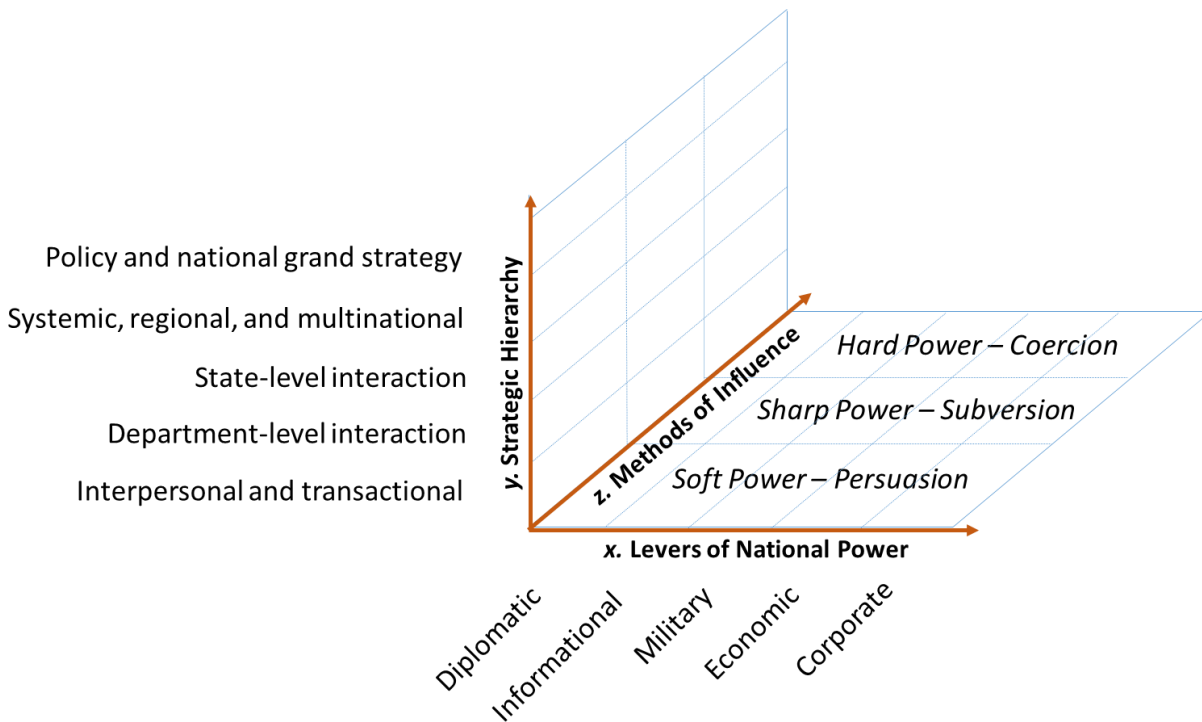 Policy and national grand strategy
Systemic, regional, and multinational
State-level interaction
Department-level interaction
Interpersonal and transactional
y. Strategic Hierarchy
z. Methods of Influence
Hard Power – Coercion
Sharp Power – Subversion
Soft Power – Persuasion
x. Levers of National Power
Diplomatic
Informational
Military
Economic
Corporate